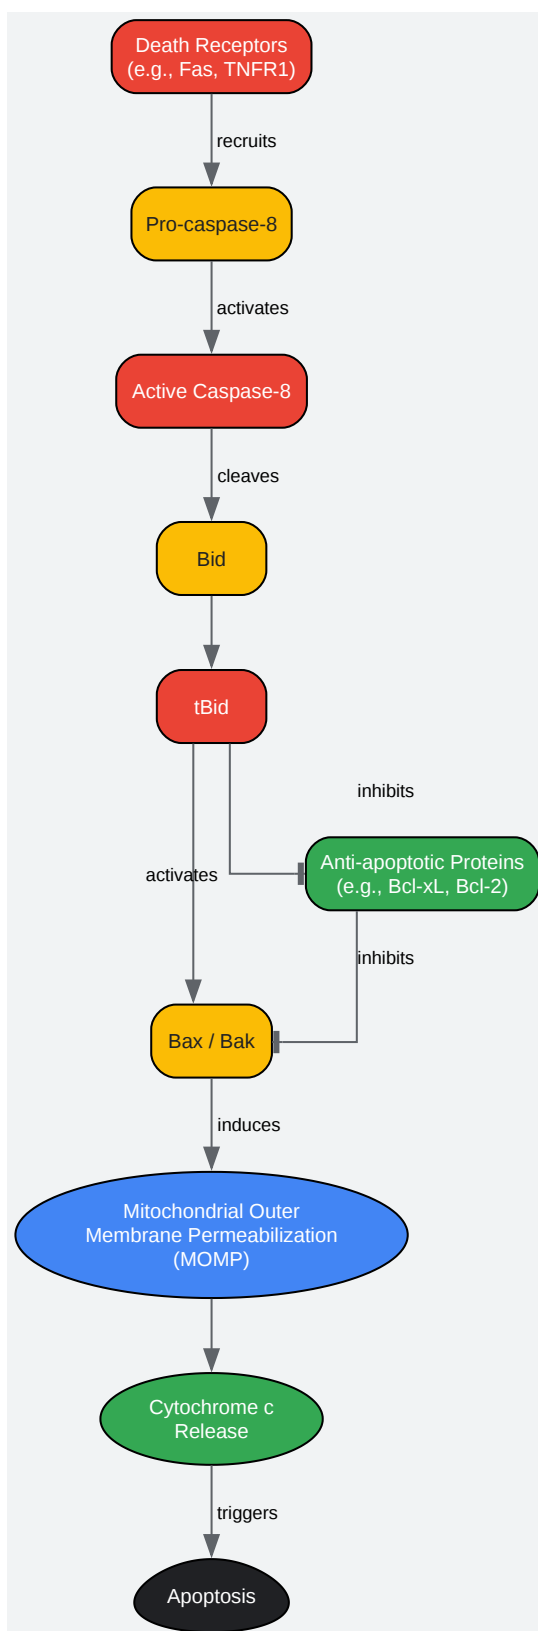 Death Receptors
(e.g., Fas, TNFR1)
recruits
Pro-caspase-8
activates
Active Caspase-8
cleaves
Bid
tBid
inhibits
Anti-apoptotic Proteins
(e.g., Bcl-xL, Bcl-2)
activates
inhibits
Bax / Bak
induces
Mitochondrial Outer
Membrane Permeabilization
(MOMP)
Cytochrome c
Release
triggers
Apoptosis